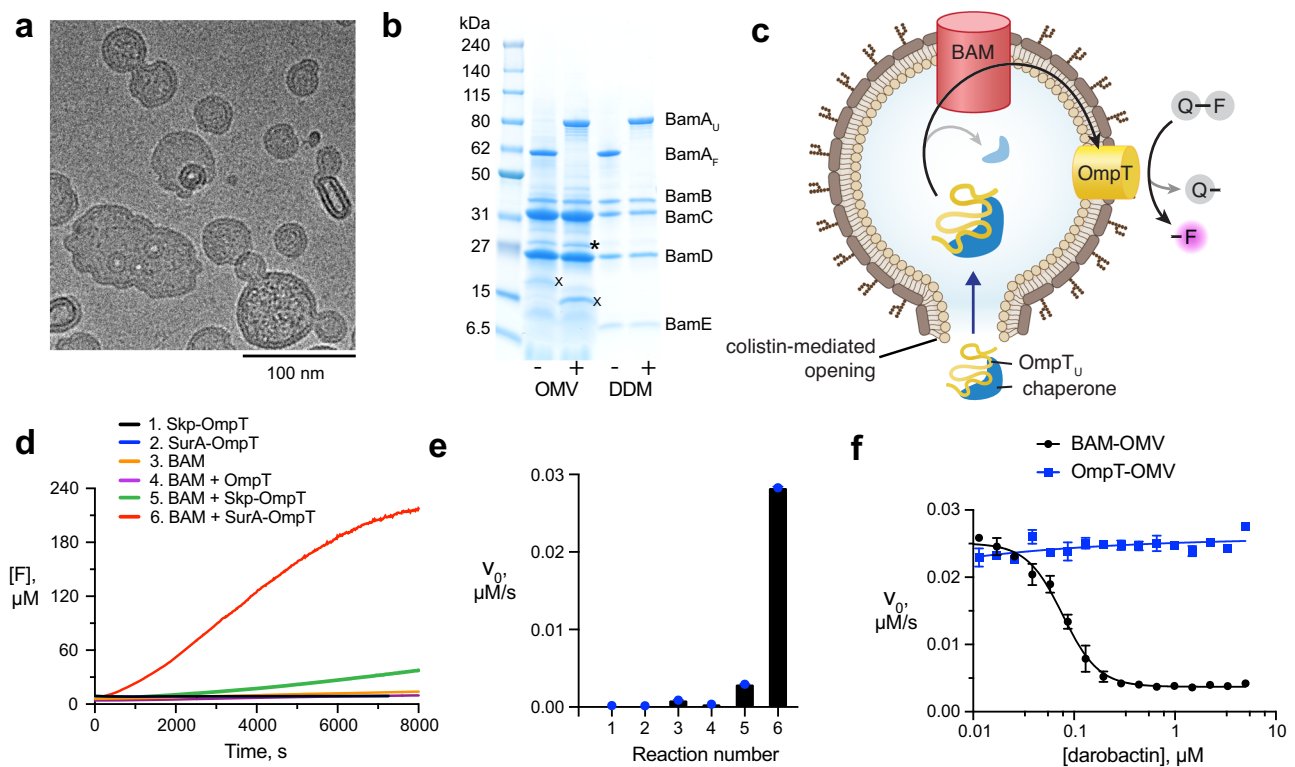 a
100 nm
b
kDa
240
140
115
80
62
50
31
27
15
6.5
BamA_U
BamA_F
BamB
BamC
*
BamD
x
x
BamE
- + - +
OMV DDM
c
BAM
OmpT
Q F
Q
F
colistin-mediated
opening
OmpT_U
chaperone
d
1. Skp-OmpT
2. SurA-OmpT
3. BAM
4. BAM + OmpT
5. BAM + Skp-OmpT
6. BAM + SurA-OmpT
[F],
µM
240
180
120
60
0
0 2000 4000 6000 8000
Time, s
e
v_0,
µM/s
0.03
0.02
0.01
0.00
1 2 3 4 5 6
Reaction number
f
BAM-OMV
OmpT-OMV
v_0,
µM/s
0.03
0.02
0.01
0.00
0.01 0.1 1 10
[darobactin], µM